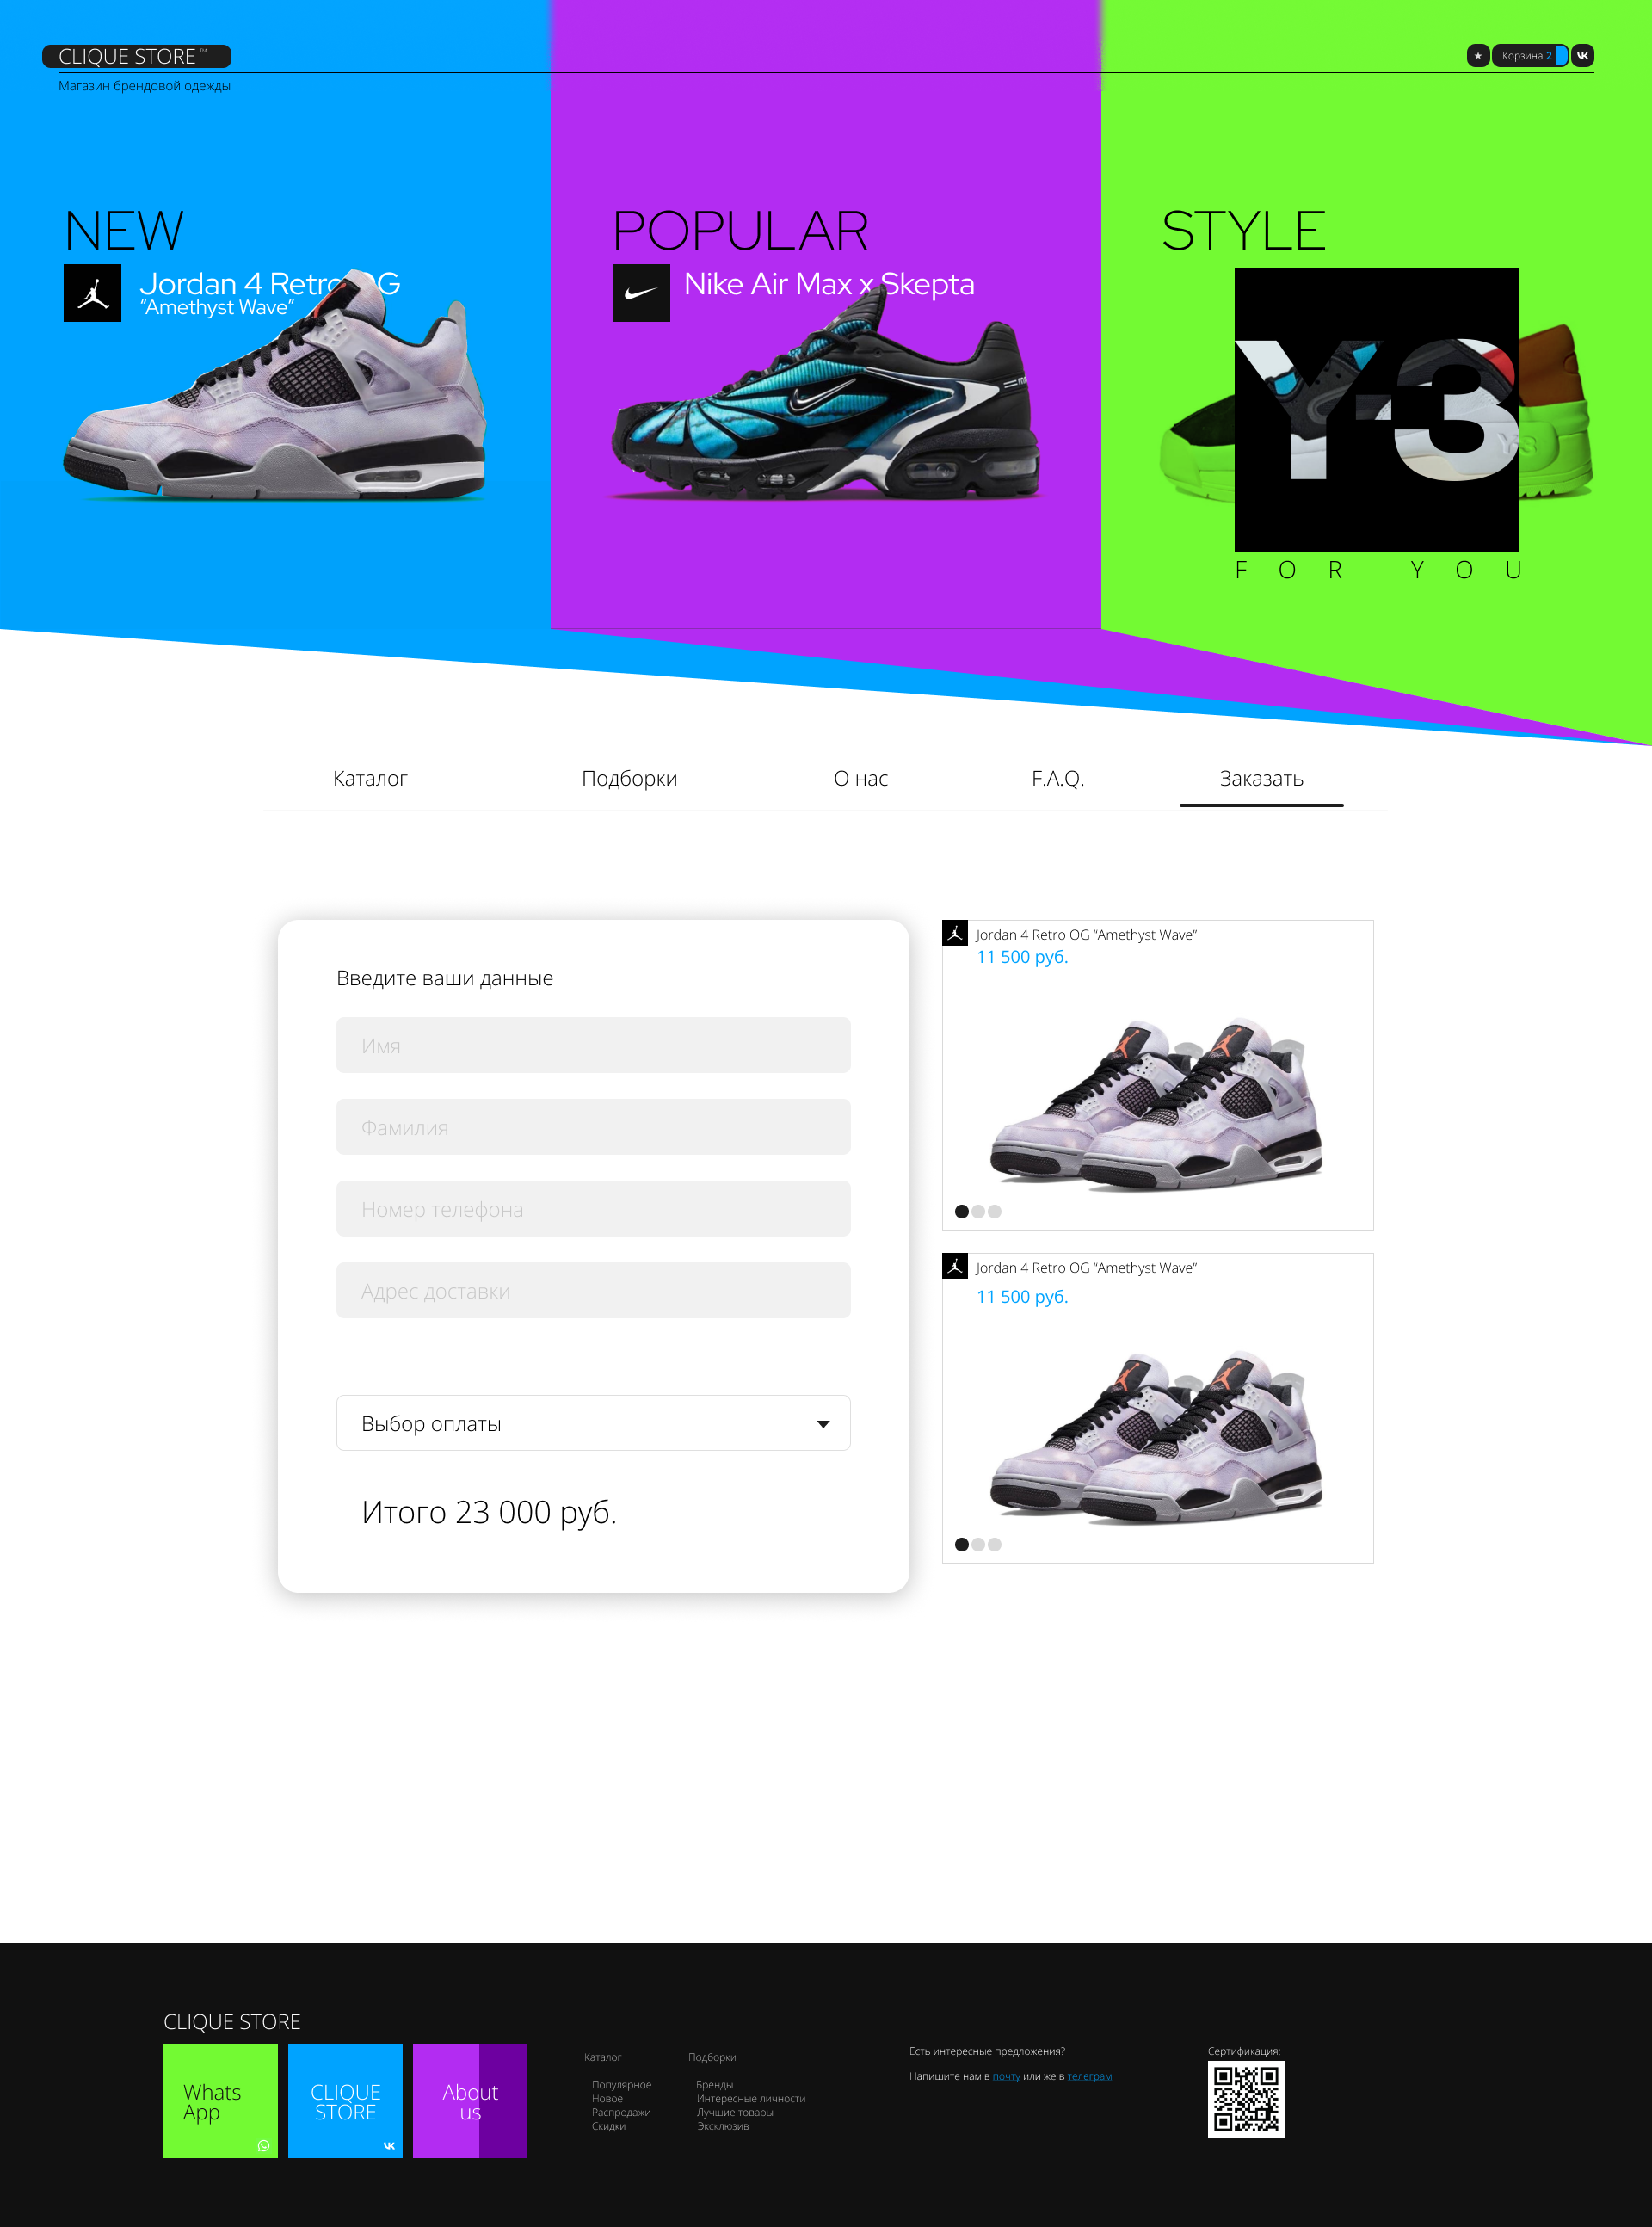 CLIQUE STORE ™
Корзина 2
Магазин брендовой одежды
NEW
Jordan 4 Retro OG
“Amethyst Wave”
POPULAR
Nike Air Max x Skepta
STYLE
Y-3
FOR YOU
Каталог
Подборки
О нас
F.A.Q.
Заказать
Введите ваши данные
Имя
Фамилия
Номер телефона
Адрес доставки
Выбор оплаты
Итого 23 000 руб.
Jordan 4 Retro OG “Amethyst Wave”
11 500 руб.
Jordan 4 Retro OG “Amethyst Wave”
11 500 руб.
CLIQUE STORE
Whats
App
CLIQUE
STORE
About
us
Каталог
Популярное
Новое
Распродажи
Скидки
Подборки
Бренды
Интересные личности
Лучшие товары
Эксклюзив
Есть интересные предложения?
Напишите нам в почту или же в телеграм
Сертификация: